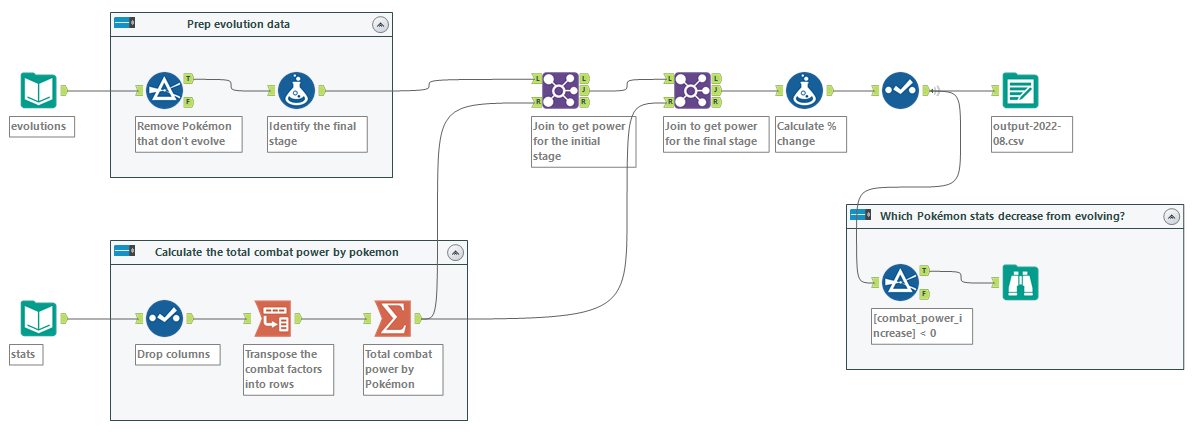 Prep evolution data
T
F
L
R
L
J
R
L
R
L
J
R
evolutions
Remove Pokémon
that don't evolve
Identify the final
stage
Join to get power
for the initial
stage
Join to get power
for the final stage
Calculate %
change
output-2022-
08.csv
Which Pokémon stats decrease from evolving?
T
F
[combat_power_i
ncrease] < 0
Calculate the total combat power by pokemon
stats
Drop columns
Transpose the
combat factors
into rows
Total combat
power by
Pokémon